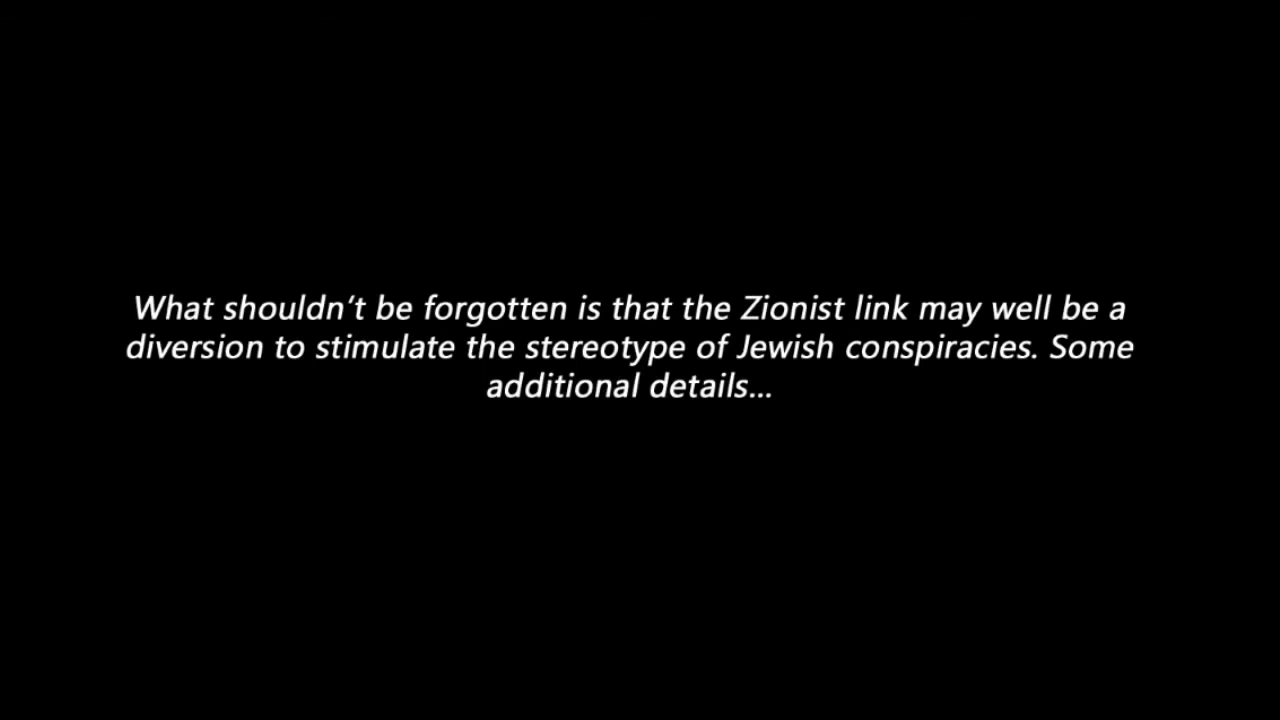 What shouldn’t be forgotten is that the Zionist link may well be a
diversion to stimulate the stereotype of Jewish conspiracies. Some
additional details...